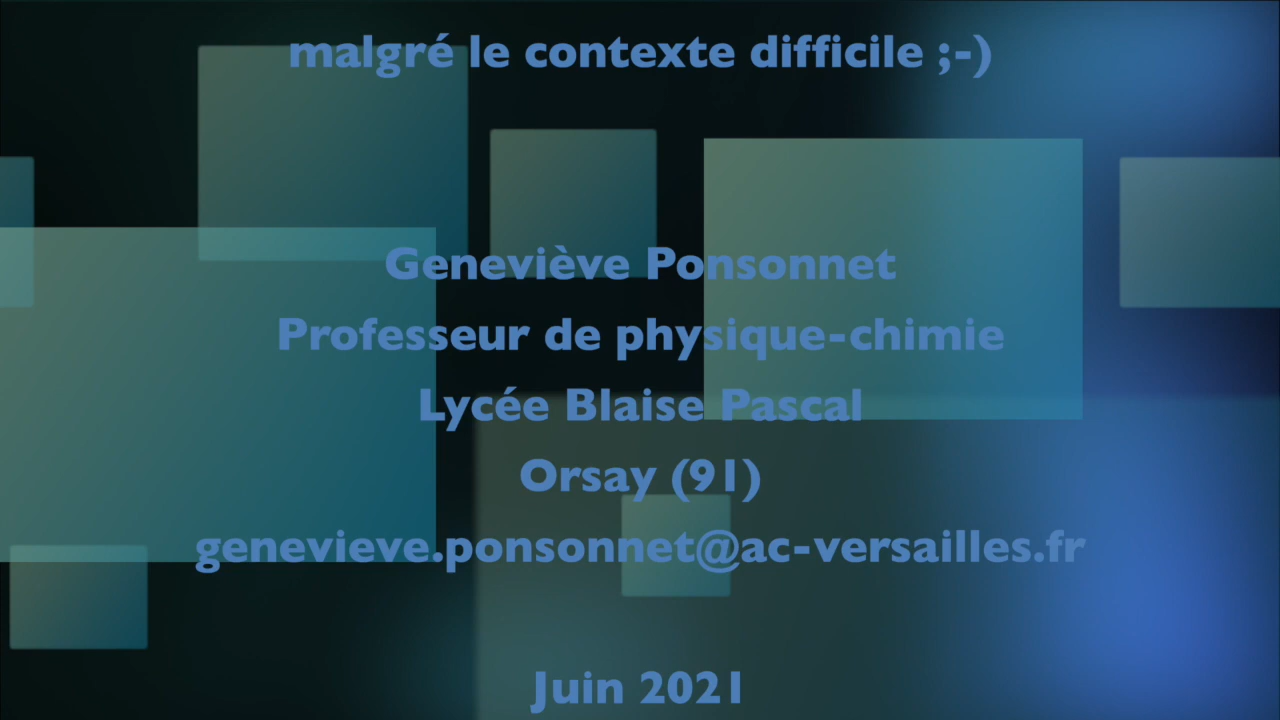 malgré le contexte difficile ;-)
Geneviève Ponsonnet
Professeur de physique-chimie
Lycée Blaise Pascal
Orsay (91)
genevieve.ponsonnet@ac-versailles.fr
Juin 2021